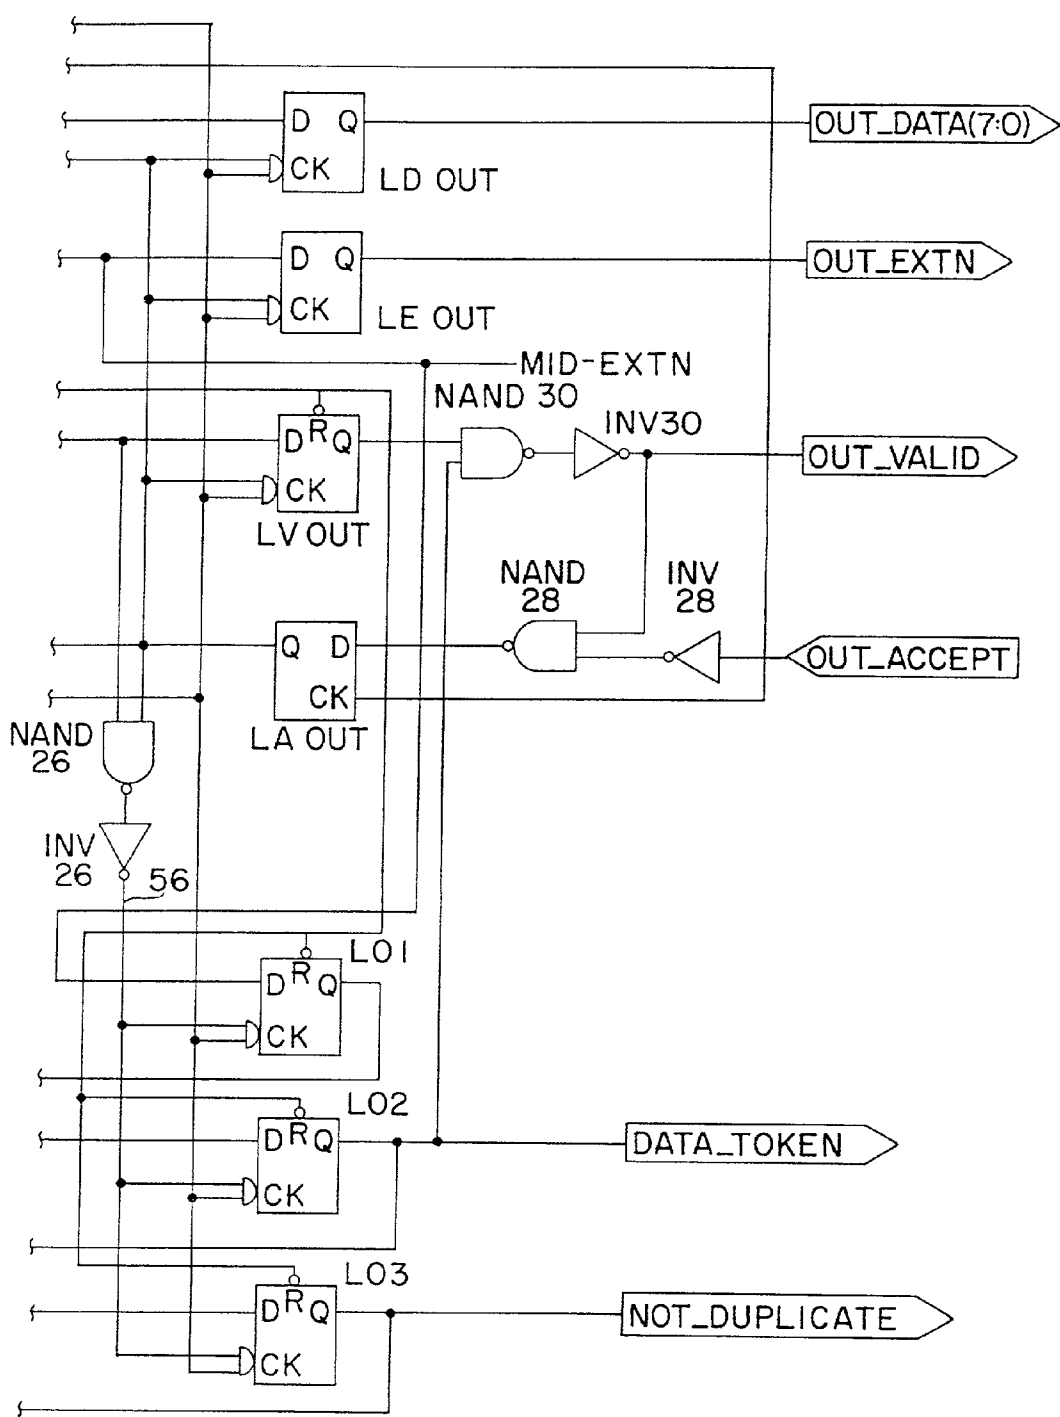 D Q
OUT_DATA(7:0)
CK
LD OUT
D Q
OUT_EXTN
CK
LE OUT
MID-EXTN
NAND 30
INV30
D R Q
OUT_VALID
CK
LV OUT
NAND
28
INV
28
Q D
OUT_ACCEPT
CK
LA OUT
NAND
26
INV
26
56
LO1
D R Q
CK
LO2
D R Q
DATA_TOKEN
CK
LO3
D R Q
NOT_DUPLICATE
CK